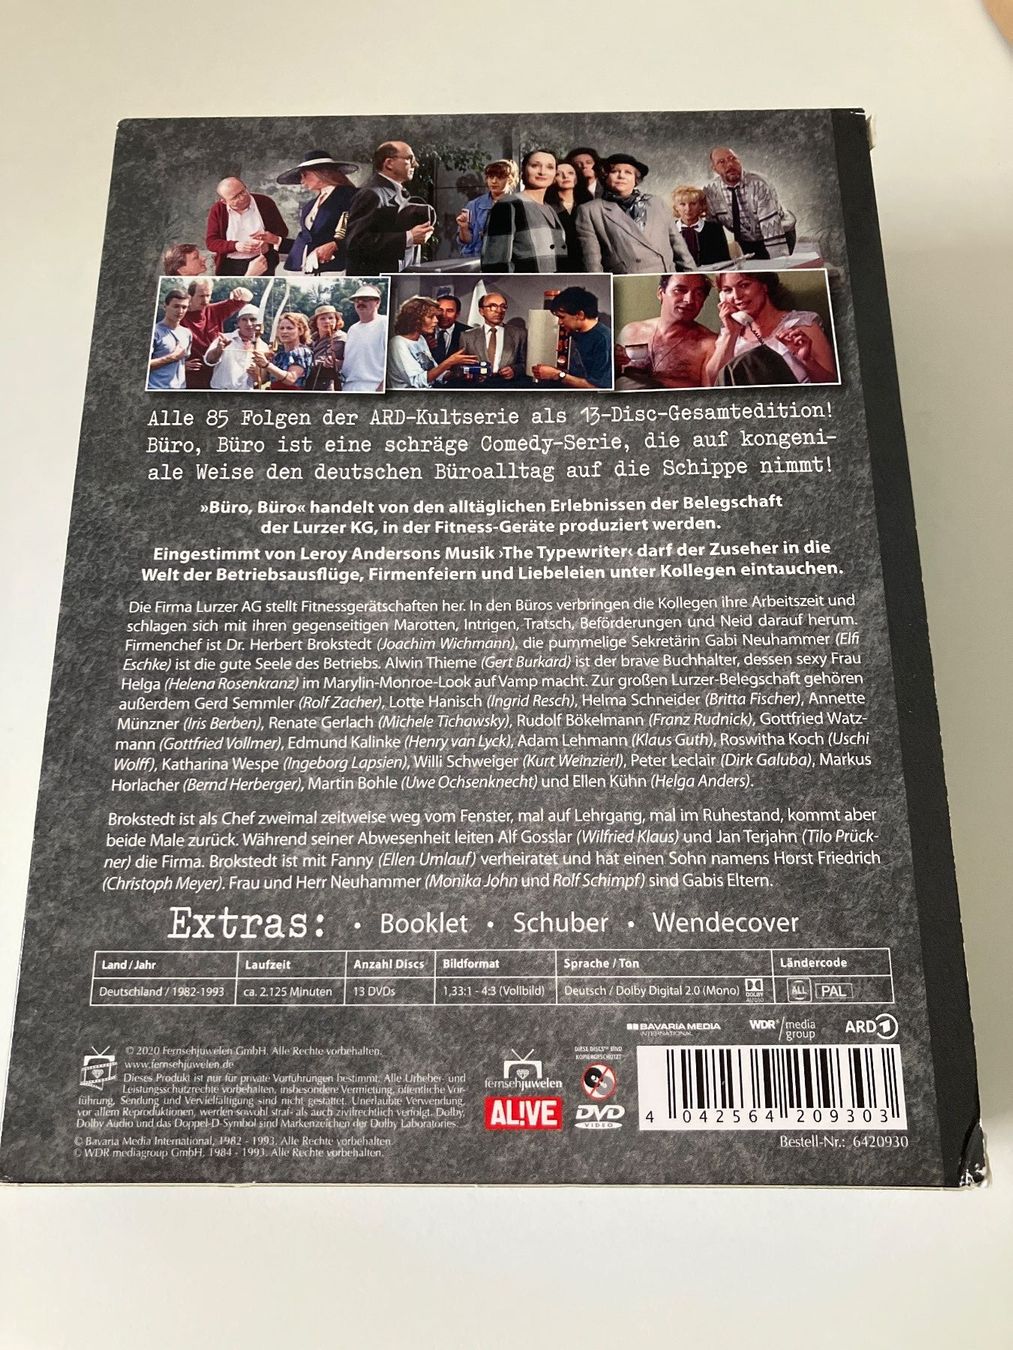 Alle 85 Folgen der ARD-Kultserie als 13-Disc-Gesamtedition!
Büro, Büro ist eine schräge Comedy-Serie, die auf kongeni-
ale Weise den deutschen Büroalltag auf die Schippe nimmt!
»Büro, Büro« handelt von den alltäglichen Erlebnissen der Belegschaft
der Lurzer KG, in der Fitness-Geräte produziert werden.
Eingestimmt von Leroy Andersons Musik ›The Typewriter‹ darf der Zuseher in die
Welt der Betriebsausflüge, Firmenfeiern und Liebeleien unter Kollegen eintauchen.
Die Firma Lurzer AG stellt Fitnessgerätschaften her. In den Büros verbringen die Kollegen ihre Arbeitszeit und
schlagen sich mit ihren gegenseitigen Marotten, Intrigen, Tratsch, Beförderungen und Neid darauf herum.
Firmenchef ist Dr. Herbert Brokstedt (Joachim Wichmann), die pummelige Sekretärin Gabi Neuhammer (Elfi
Eschke) ist die gute Seele des Betriebs. Alwin Thieme (Gert Burkard) ist der brave Buchhalter, dessen sexy Frau
Helga (Helena Rosenkranz) im Marylin-Monroe-Look auf Vamp macht. Zur großen Lurzer-Belegschaft gehören
außerdem Gerd Semmler (Rolf Zacher), Lotte Hanisch (Ingrid Resch), Helma Schneider (Britta Fischer), Annette
Münzner (Iris Berben), Renate Gerlach (Michele Tichawsky), Rudolf Bökelmann (Franz Rudnick), Gottfried Watz-
mann (Gottfried Vollmer), Edmund Kalinke (Henry van Lyck), Adam Lehmann (Klaus Guth), Roswitha Koch (Uschi
Wolff), Katharina Wespe (Ingeborg Lapsien), Willi Schweiger (Kurt Weinzierl), Peter Leclair (Dirk Galuba), Markus
Horlacher (Bernd Herberger), Martin Bohle (Uwe Ochsenknecht) und Ellen Kühn (Helga Anders).
Brokstedt ist als Chef zweimal zeitweise weg vom Fenster, mal auf Lehrgang, mal im Ruhestand, kommt aber
beide Male zurück. Während seiner Abwesenheit leiten Alf Gosslar (Wilfried Klaus) und Jan Terjahn (Tilo Prück-
ner) die Firma. Brokstedt ist mit Fanny (Ellen Umlauf) verheiratet und hat einen Sohn namens Horst Friedrich
(Christoph Meyer). Frau und Herr Neuhammer (Monika John und Rolf Schimpf) sind Gabis Eltern.
Extras: • Booklet • Schuber • Wendecover
Land / Jahr Laufzeit Anzahl Discs Bildformat Sprache / Ton Ländercode
Deutschland / 1982-1993 ca. 2.125 Minuten 13 DVDs 1,33:1 - 4:3 (Vollbild) Deutsch / Dolby Digital 2.0 (Mono) DOLBY AUDIO ALL PAL
BAVARIA MEDIA INTERNATIONAL WDR media group ARD 1
© 2020 Fernsehjuwelen GmbH. Alle Rechte vorbehalten.
www.fernsehjuwelen.de
Dieses Produkt ist nur für private Vorführungen bestimmt. Alle Urheber- und
Leistungsschutzrechte vorbehalten, insbesondere Vermietung, öffentliche Vor-
führung, Sendung und Vervielfältigung sind nicht gestattet. Unerlaubte Verwendung,
vor allem Reproduktionen, werden sowohl straf- als auch zivilrechtlich verfolgt. Dolby,
Dolby Audio und das Doppel-D-Symbol sind Markenzeichen der Dolby Laboratories.
© Bavaria Media International, 1982 - 1993. Alle Rechte vorbehalten.
© WDR mediagroup GmbH, 1984 - 1993. Alle Rechte vorbehalten.
fernsehjuwelen
AL!VE
DIESE DISCS SIND
KOPIERGESCHÜTZT
DVD
VIDEO
4 042564 209303
Bestell-Nr.: 6420930